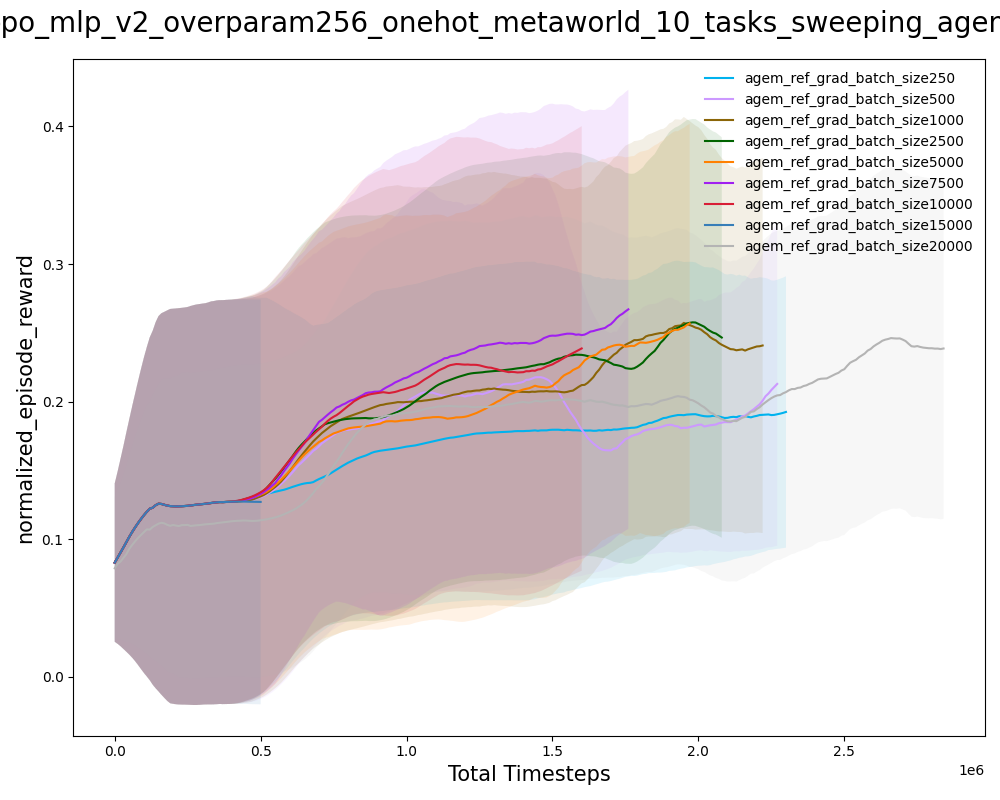 po_mlp_v2_overparam256_onehot_metaworld_10_tasks_sweeping_agem
agem_ref_grad_batch_size250
agem_ref_grad_batch_size500
agem_ref_grad_batch_size1000
agem_ref_grad_batch_size2500
agem_ref_grad_batch_size5000
agem_ref_grad_batch_size7500
agem_ref_grad_batch_size10000
agem_ref_grad_batch_size15000
agem_ref_grad_batch_size20000
normalized_episode_reward
0.4
0.3
0.2
0.1
0.0
0.0 0.5 1.0 1.5 2.0 2.5
1e6
Total Timesteps